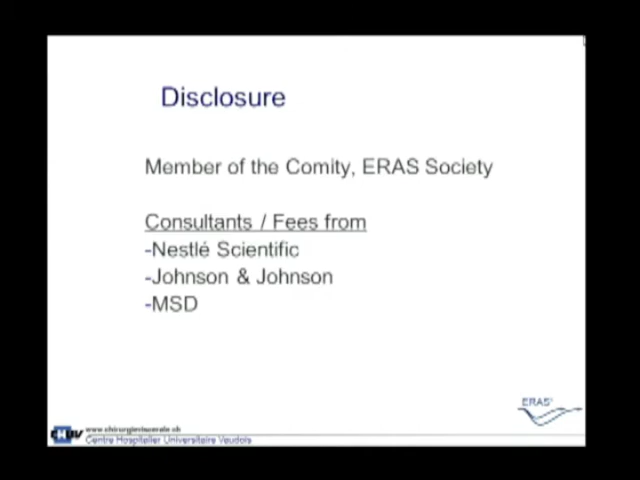 Disclosure
Member of the Comity, ERAS Society
Consultants / Fees from
-Nestlé Scientific
-Johnson & Johnson
-MSD
ERAS
CHUV
www.chirurgieviscerale.ch
Centre Hospitalier Universitaire Vaudois